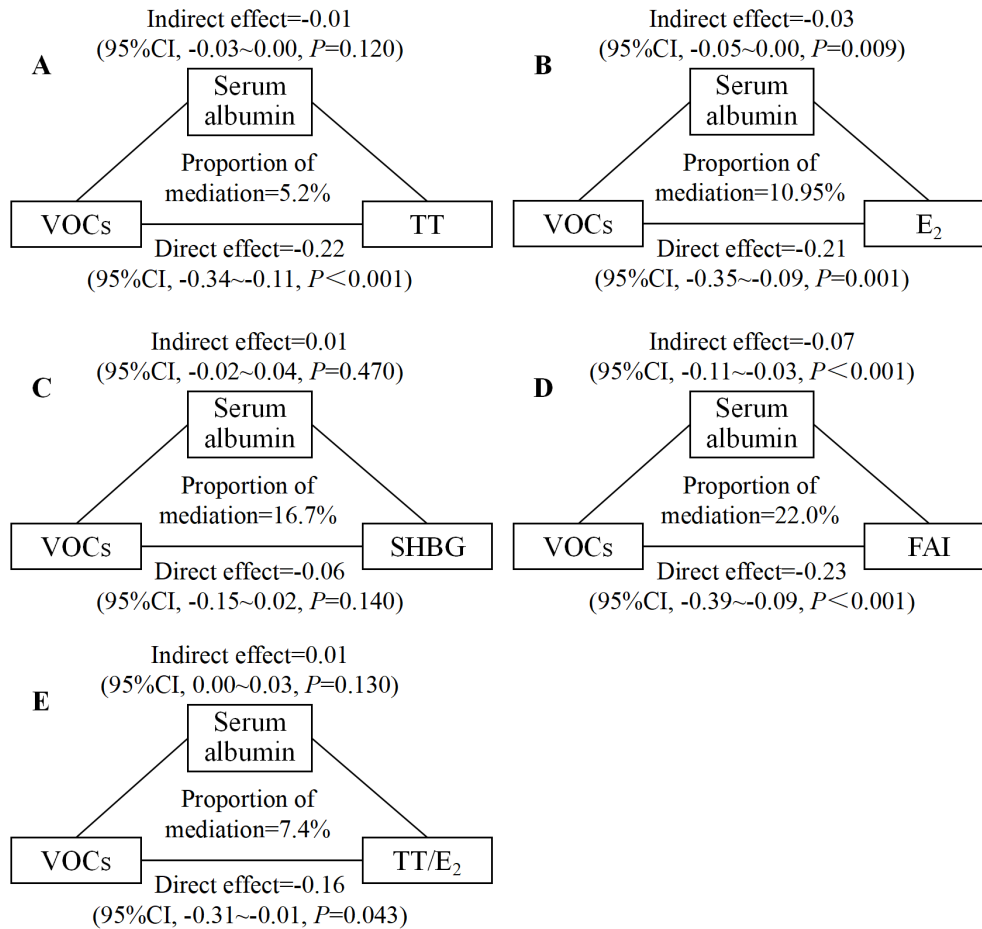 A
Indirect effect=-0.01
(95%CI, -0.03~0.00, P=0.120)
Serum
albumin
Proportion of
mediation=5.2%
VOCs
TT
Direct effect=-0.22
(95%CI, -0.34~-0.11, P<0.001)
B
Indirect effect=-0.03
(95%CI, -0.05~0.00, P=0.009)
Serum
albumin
Proportion of
mediation=10.95%
VOCs
E₂
Direct effect=-0.21
(95%CI, -0.35~-0.09, P=0.001)
C
Indirect effect=0.01
(95%CI, -0.02~0.04, P=0.470)
Serum
albumin
Proportion of
mediation=16.7%
VOCs
SHBG
Direct effect=-0.06
(95%CI, -0.15~0.02, P=0.140)
D
Indirect effect=-0.07
(95%CI, -0.11~-0.03, P<0.001)
Serum
albumin
Proportion of
mediation=22.0%
VOCs
FAI
Direct effect=-0.23
(95%CI, -0.39~-0.09, P<0.001)
E
Indirect effect=0.01
(95%CI, 0.00~0.03, P=0.130)
Serum
albumin
Proportion of
mediation=7.4%
VOCs
TT/E₂
Direct effect=-0.16
(95%CI, -0.31~-0.01, P=0.043)